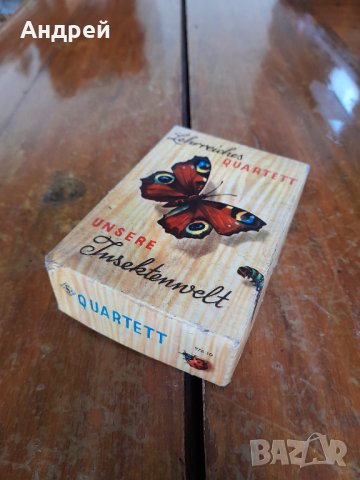 Андрей
Lehrreiches
QUARTETT
UNSERE
Insektenwelt
QUARTETT
BAZAR